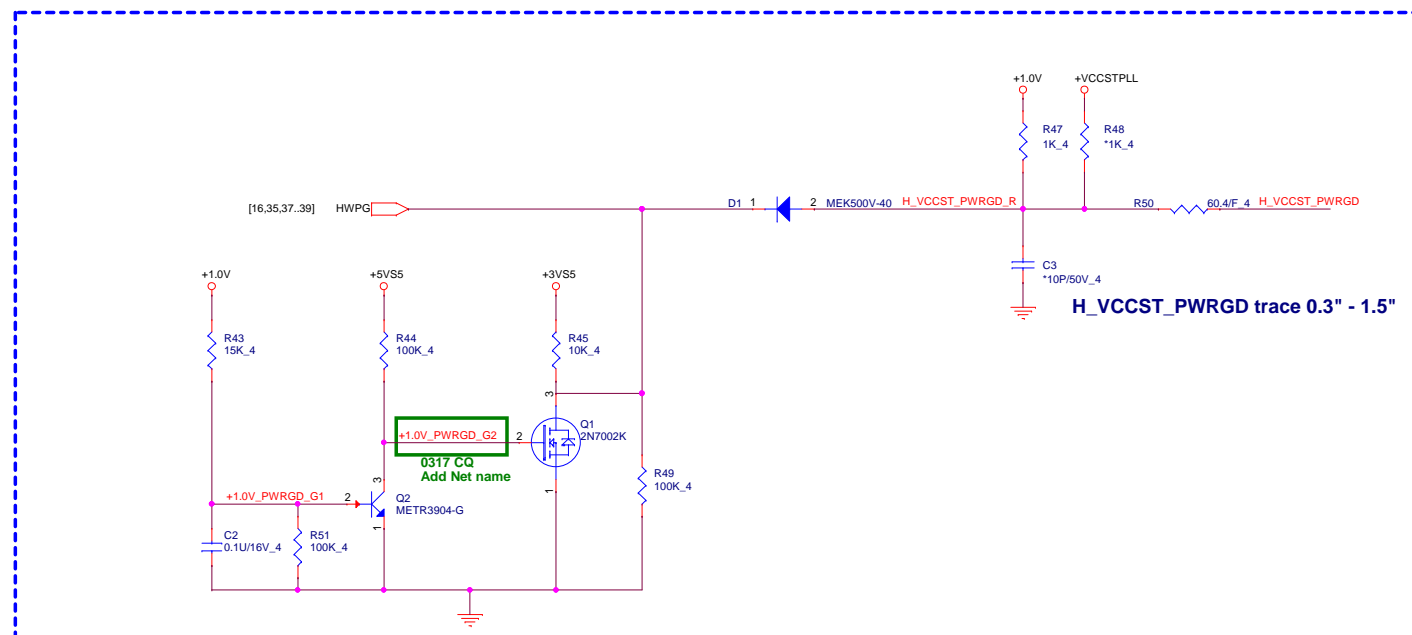 +1.0V
+VCCSTPLL
R47
1K_4
R48
*1K_4
[16,35,37..39]
HWPG
D1
1
2
MEK500V-40
H_VCCST_PWRGD_R
R50
60.4/F_4
H_VCCST_PWRGD
C3
*10P/50V_4
H_VCCST_PWRGD trace 0.3" - 1.5"
+1.0V
+5VS5
+3VS5
R43
15K_4
R44
100K_4
R45
10K_4
3
Q1
2N7002K
+1.0V_PWRGD_G2
2
0317 CQ
Add Net name
1
R49
100K_4
+1.0V_PWRGD_G1
2
3
Q2
METR3904-G
1
C2
0.1U/16V_4
R51
100K_4